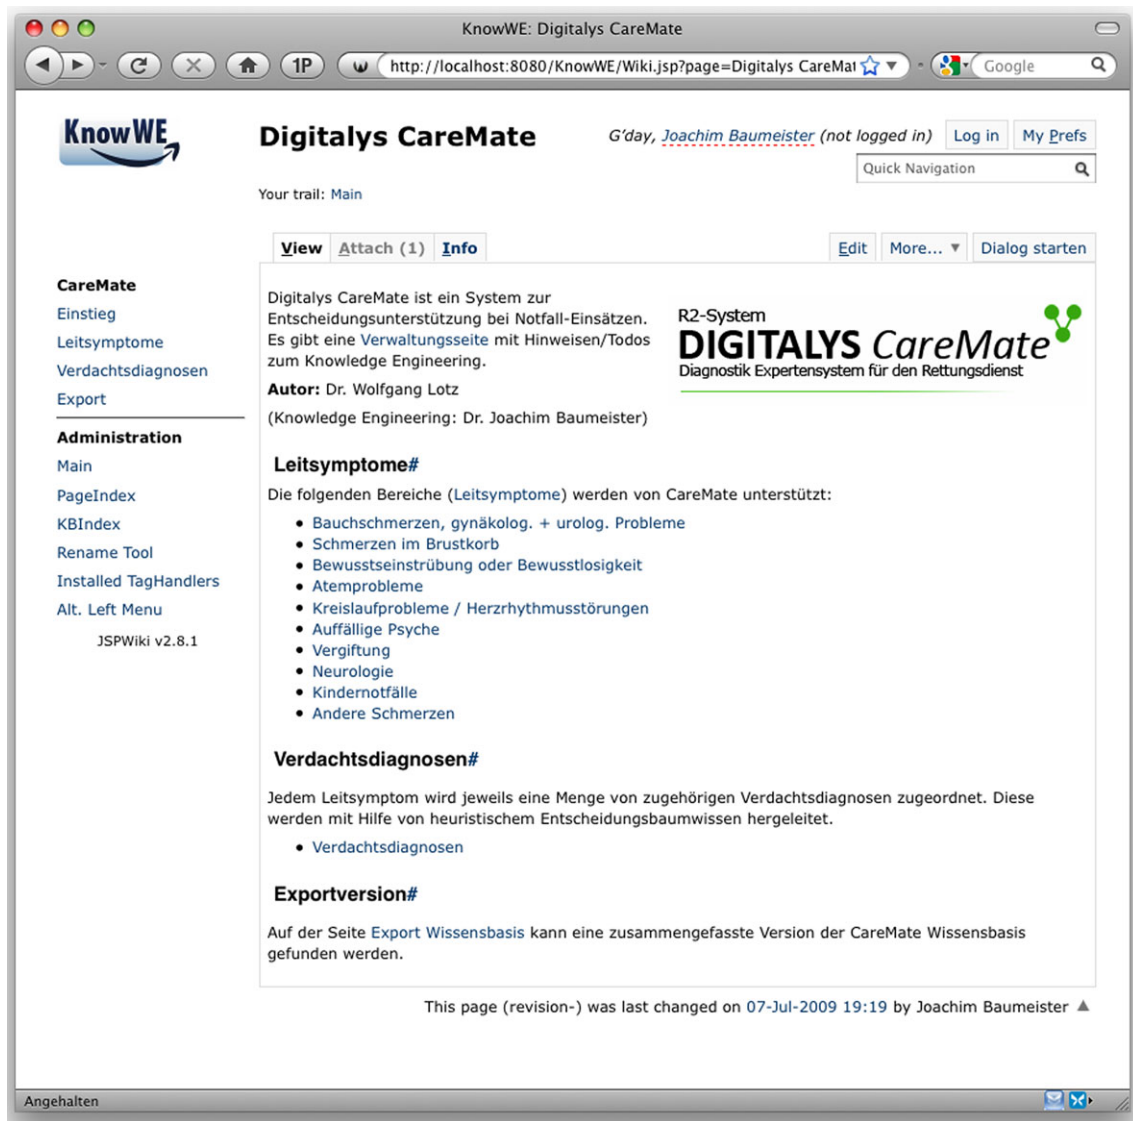 KnowWE: Digitalys CareMate
1P
http://localhost:8080/KnowWE/Wiki.jsp?page=Digitalys CareMat
Google
KnowWE
Digitalys CareMate
G'day, Joachim Baumeister (not logged in) Log in My Prefs
Quick Navigation
Your trail: Main
View Attach (1) Info Edit More... Dialog starten
CareMate
Einstieg
Leitsymptome
Verdachtsdiagnosen
Export
Administration
Main
PageIndex
KBIndex
Rename Tool
Installed TagHandlers
Alt. Left Menu
JSPWiki v2.8.1
Digitalys CareMate ist ein System zur
Entscheidungsunterstützung bei Notfall-Einsätzen.
Es gibt eine Verwaltungsseite mit Hinweisen/Todos
zum Knowledge Engineering.
Autor: Dr. Wolfgang Lotz
(Knowledge Engineering: Dr. Joachim Baumeister)
R2-System
DIGITALYS CareMate
Diagnostik Expertensystem für den Rettungsdienst
Leitsymptome#
Die folgenden Bereiche (Leitsymptome) werden von CareMate unterstützt:
• Bauchschmerzen, gynäkolog. + urolog. Probleme
• Schmerzen im Brustkorb
• Bewusstseinstrübung oder Bewusstlosigkeit
• Atemprobleme
• Kreislaufprobleme / Herzrhythmusstörungen
• Auffällige Psyche
• Vergiftung
• Neurologie
• Kindernotfälle
• Andere Schmerzen
Verdachtsdiagnosen#
Jedem Leitsymptom wird jeweils eine Menge von zugehörigen Verdachtsdiagnosen zugeordnet. Diese
werden mit Hilfe von heuristischem Entscheidungsbaumwissen hergeleitet.
• Verdachtsdiagnosen
Exportversion#
Auf der Seite Export Wissensbasis kann eine zusammengefasste Version der CareMate Wissensbasis
gefunden werden.
This page (revision-) was last changed on 07-Jul-2009 19:19 by Joachim Baumeister
Angehalten